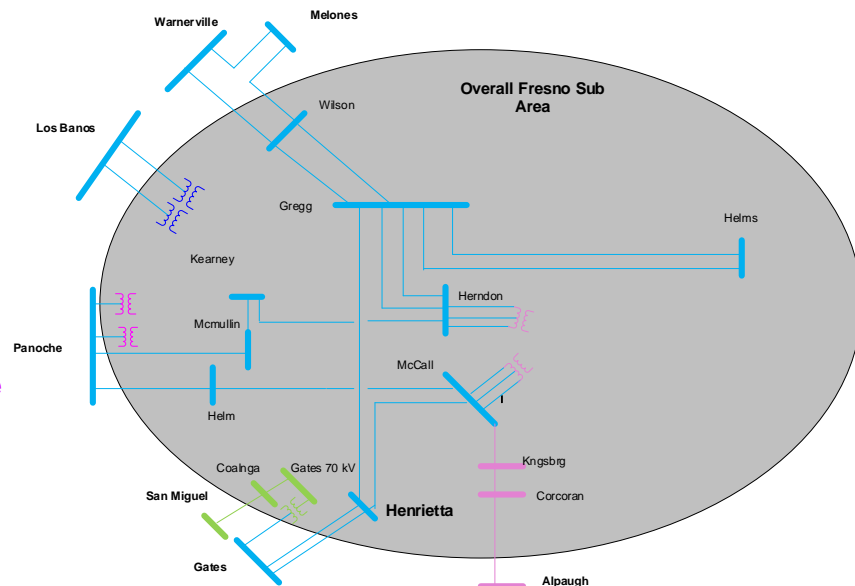 Melones
Warnerville
Overall Fresno Sub
Area
Wilson
Los Banos
Gregg
Helms
Kearney
Herndon
Mcmullin
Panoche
McCall
e
Helm
Kngsbrg
Coalnga
Gates 70 kV
San Miguel
Corcoran
Henrietta
Gates
Alpaugh